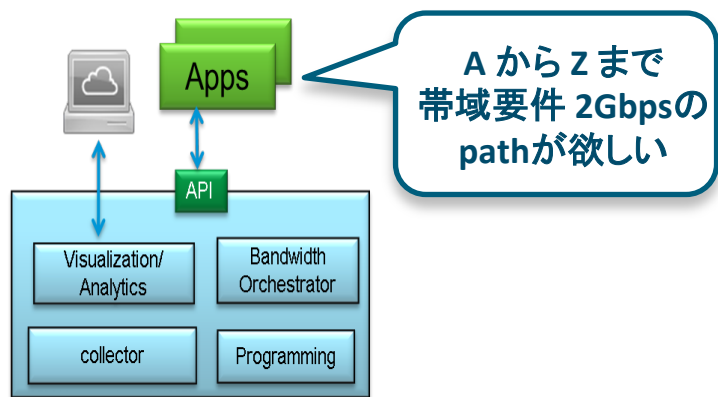 Apps
A から Z まで
帯域要件 2Gbpsの
pathが欲しい
API
Visualization/
Analytics
Bandwidth
Orchestrator
collector
Programming